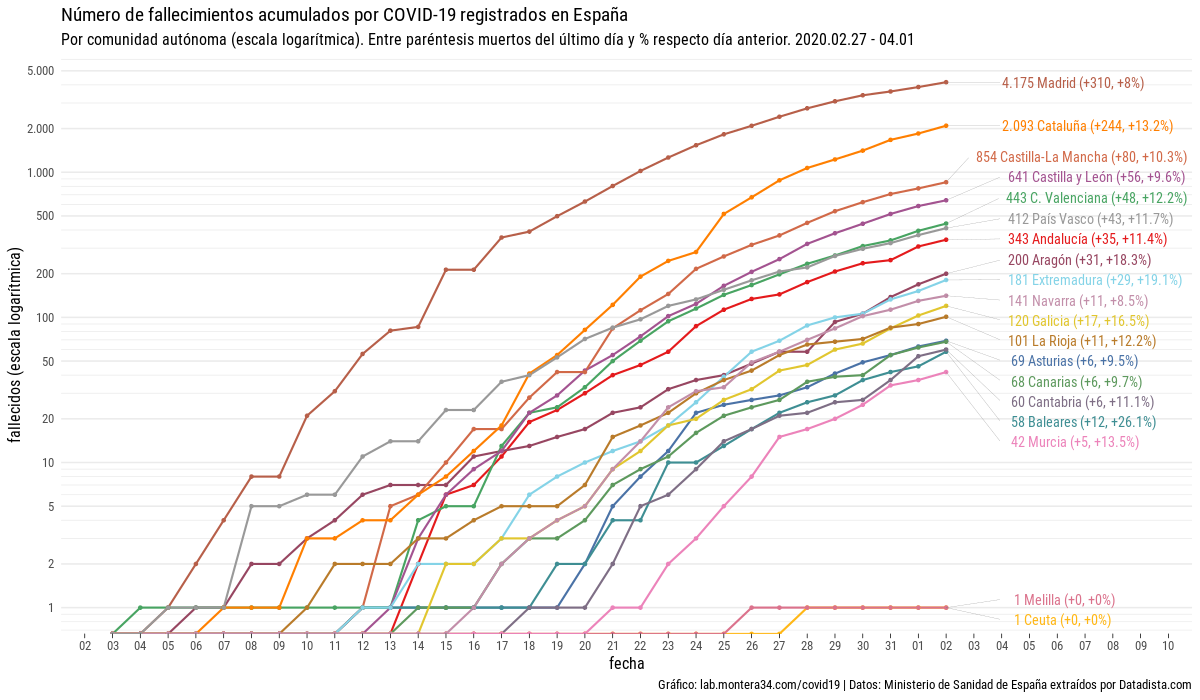 Número de fallecimientos acumulados por COVID-19 registrados en España
Por comunidad autónoma (escala logarítmica). Entre paréntesis muertos del último día y % respecto día anterior. 2020.02.27 - 04.01
fallecidos (escala logarítmica)
5.000
2.000
1.000
500
200
100
50
20
10
5
2
1
4.175 Madrid (+310, +8%)
2.093 Cataluña (+244, +13.2%)
854 Castilla-La Mancha (+80, +10.3%)
641 Castilla y León (+56, +9.6%)
443 C. Valenciana (+48, +12.2%)
412 País Vasco (+43, +11.7%)
343 Andalucía (+35, +11.4%)
200 Aragón (+31, +18.3%)
181 Extremadura (+29, +19.1%)
141 Navarra (+11, +8.5%)
120 Galicia (+17, +16.5%)
101 La Rioja (+11, +12.2%)
69 Asturias (+6, +9.5%)
68 Canarias (+6, +9.7%)
60 Cantabria (+6, +11.1%)
58 Baleares (+12, +26.1%)
42 Murcia (+5, +13.5%)
1 Melilla (+0, +0%)
1 Ceuta (+0, +0%)
02 03 04 05 06 07 08 09 10 11 12 13 14 15 16 17 18 19 20 21 22 23 24 25 26 27 28 29 30 31 02 03 04 05 08 01 09 02 10
fecha
Gráfico: lab.montera34.com/covid19 | Datos: Ministerio de Sanidad de España extraídos por Datadista.com